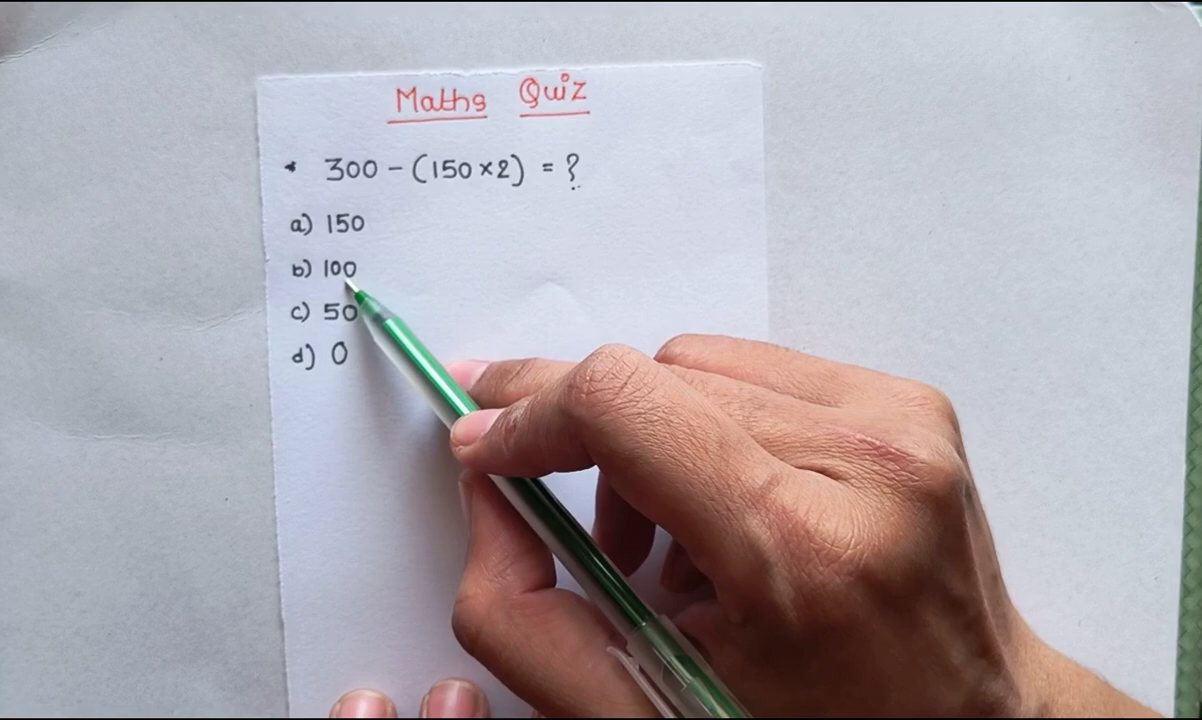 Maths Quiz
* 300 - (150 × 2) = ?
a) 150
b) 100
c) 50
d) 0